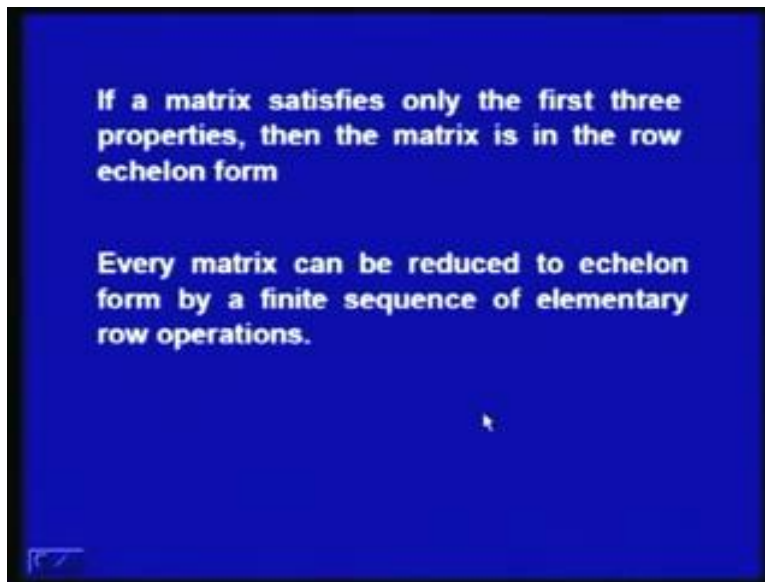 If a matrix satisfies only the first three
properties, then the matrix is in the row
echelon form
Every matrix can be reduced to echelon
form by a finite sequence of elementary
row operations.